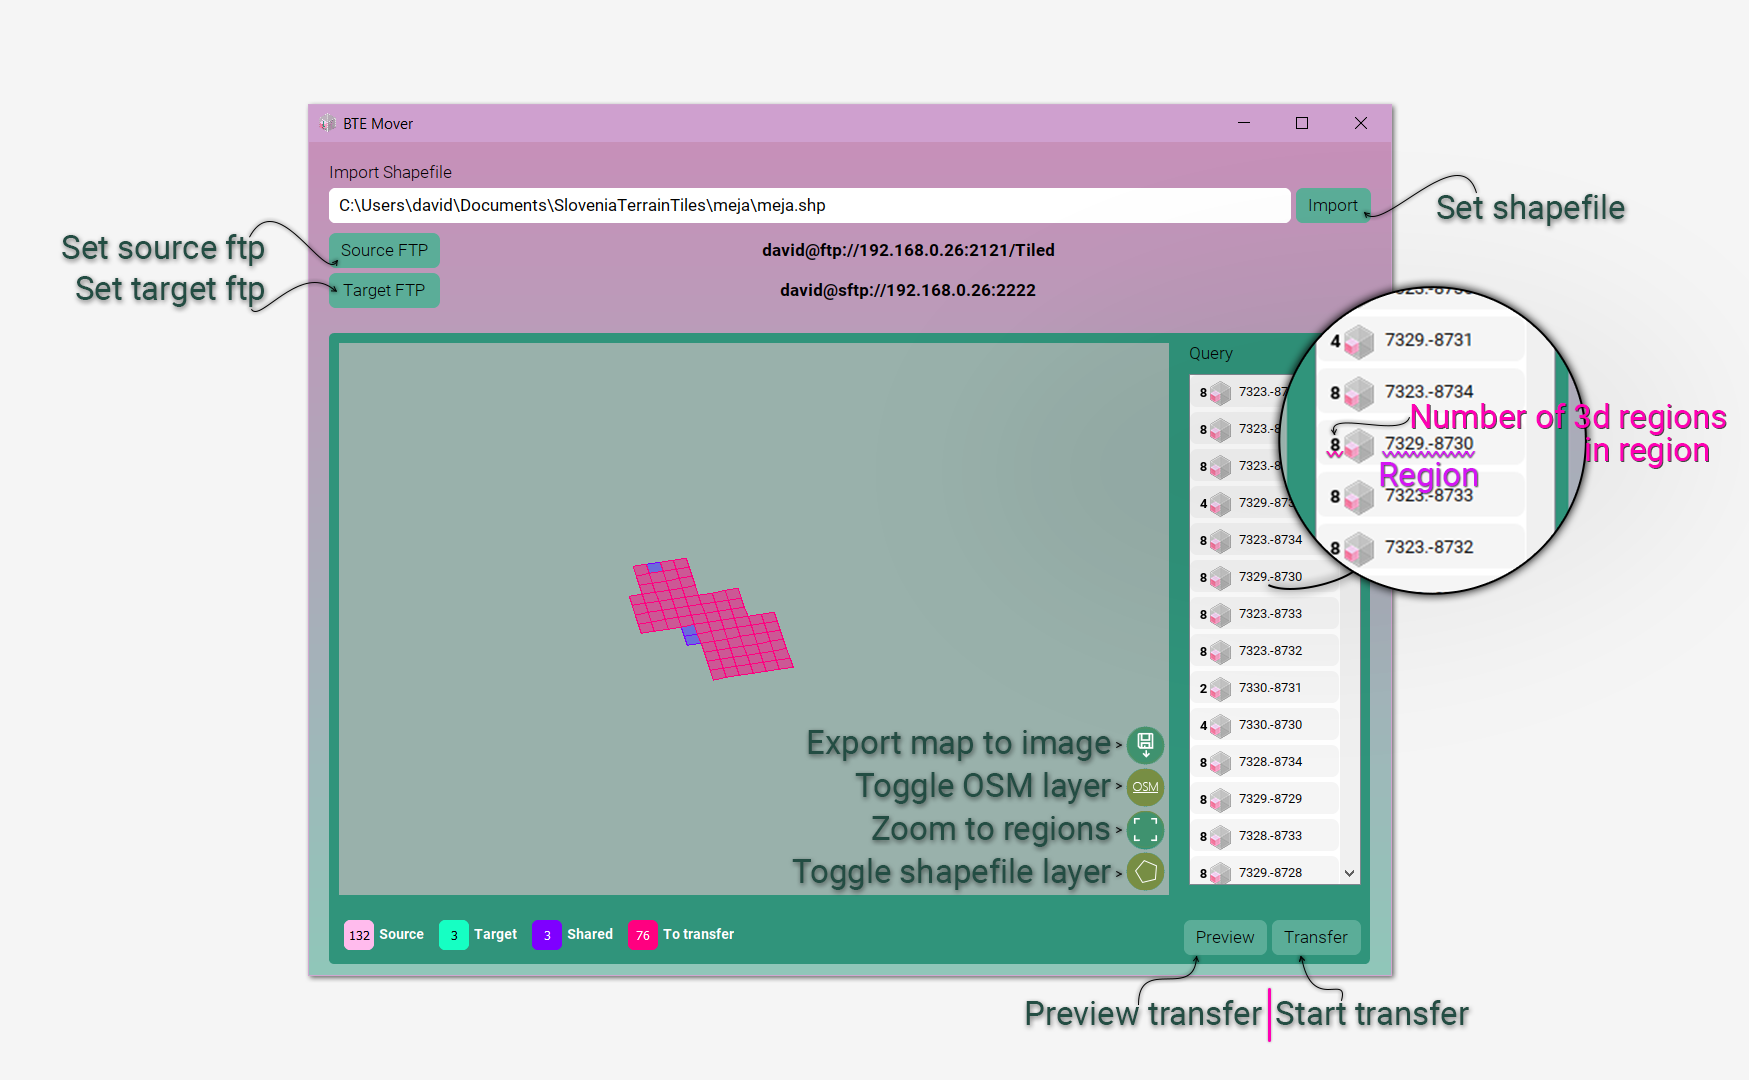 BTE Mover
Import Shapefile
C:\Users\david\Documents\SloveniaTerrainTiles\meja\meja.shp
Import
Set shapefile
Set source ftp
Source FTP
david@ftp://192.168.0.26:2121/Tiled
Set target ftp
Target FTP
david@sftp://192.168.0.26:2222
Query
8 7323.-87
8 7323.-8
8 7323.-8
4 7329.-873
8 7323.-8734
8 7329.-8730
8 7323.-8733
8 7323.-8732
2 7330.-8731
4 7330.-8730
8 7328.-8734
8 7329.-8729
8 7328.-8733
8 7329.-8728
4 7329.-8731
8 7323.-8734
Number of 3d regions
in region
8 7329.-8730
Region
8 7323.-8733
8 7323.-8732
Export map to image >
Toggle OSM layer > OSM
Zoom to regions >
Toggle shapefile layer >
132 Source 3 Target 3 Shared 76 To transfer
Preview Transfer
Preview transfer Start transfer